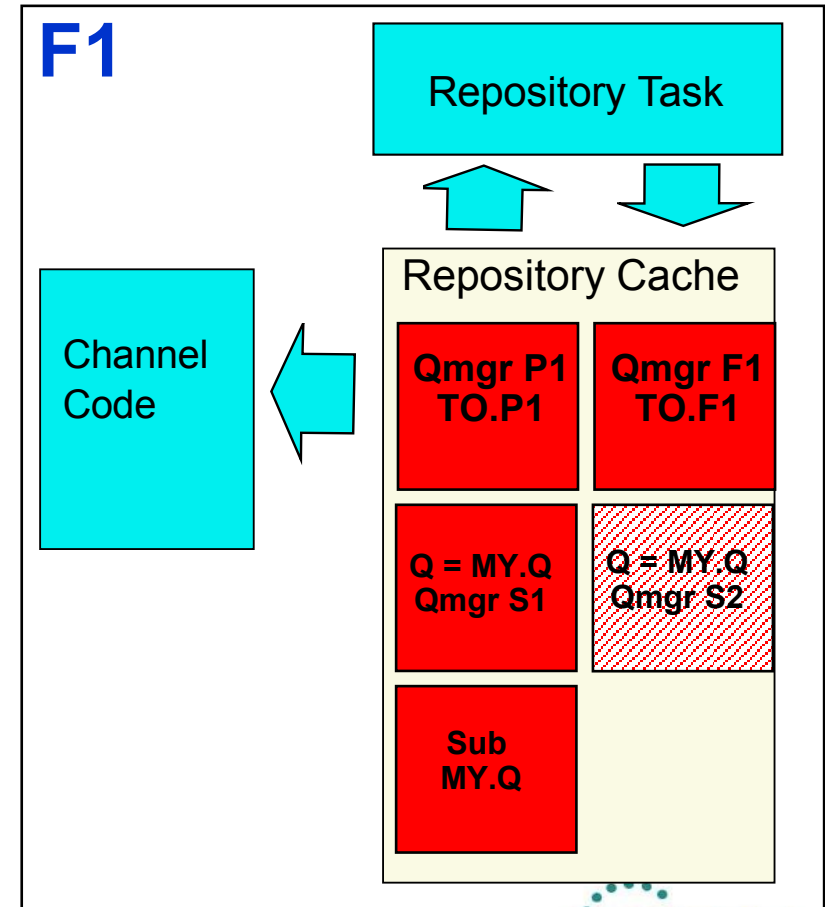 F1
Repository Task
Repository Cache
Channel
Code
Qmgr P1
TO.P1
Qmgr F1
TO.F1
Q = MY.Q
Qmgr S1
Q = MY.Q
Qmgr S2
Sub
MY.Q